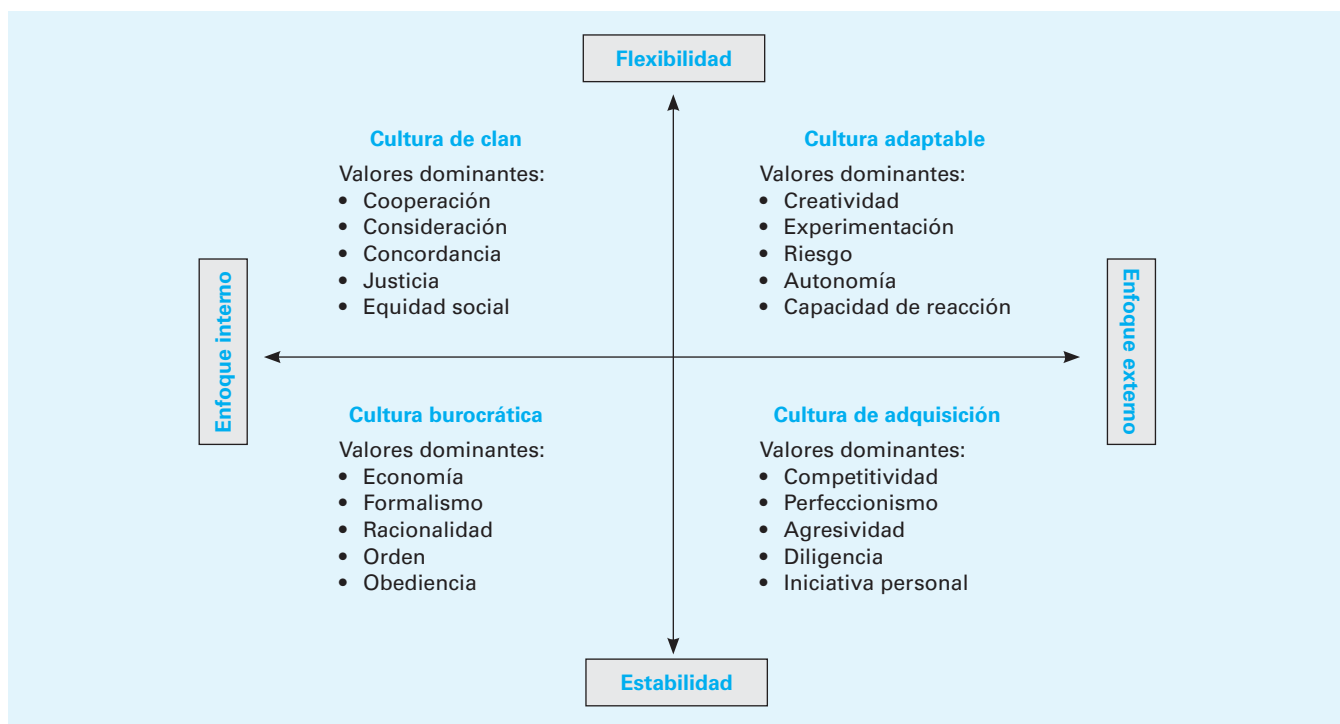 Flexibilidad
Cultura de clan
Valores dominantes:
• Cooperación
• Consideración
• Concordancia
• Justicia
• Equidad social
Cultura adaptable
Valores dominantes:
• Creatividad
• Experimentación
• Riesgo
• Autonomía
• Capacidad de reacción
Enfoque interno
Enfoque externo
Cultura burocrática
Valores dominantes:
• Economía
• Formalismo
• Racionalidad
• Orden
• Obediencia
Cultura de adquisición
Valores dominantes:
• Competitividad
• Perfeccionismo
• Agresividad
• Diligencia
• Iniciativa personal
Estabilidad